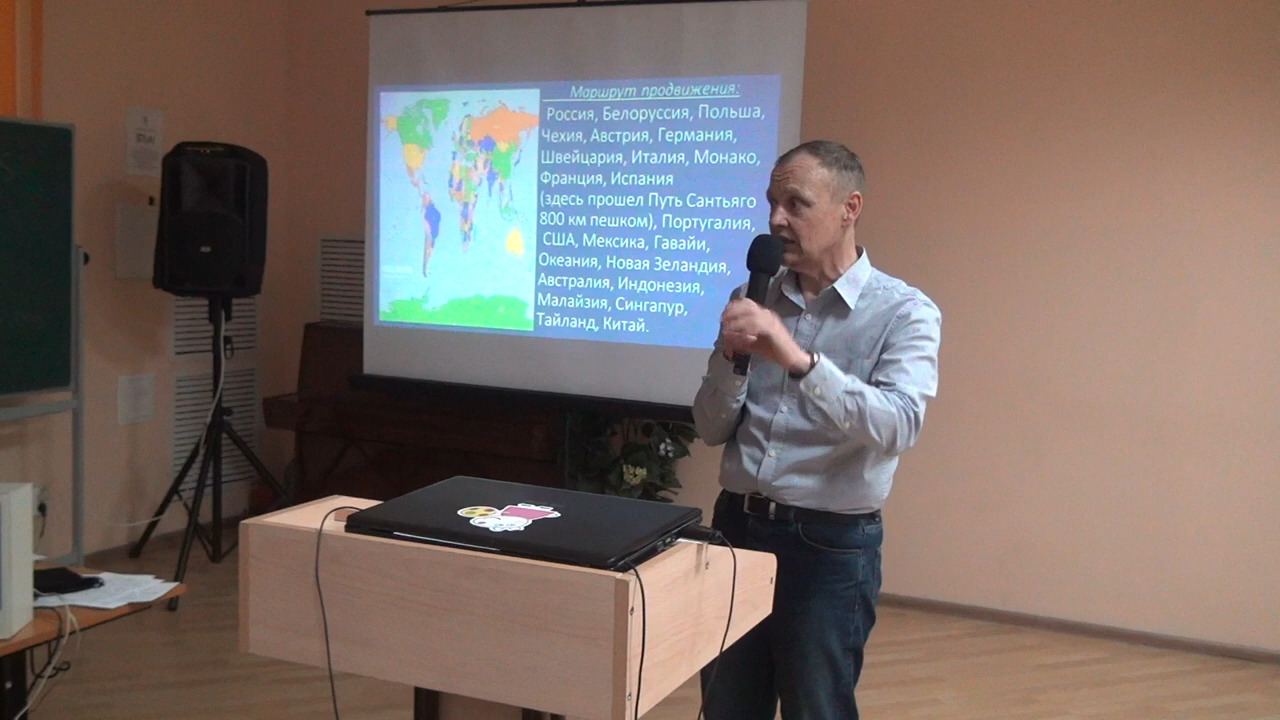 Маршрут продвижения:
Россия, Белоруссия, Польша,
Чехия, Австрия, Германия,
Швейцария, Италия, Монако,
Франция, Испания
(здесь прошел Путь Сантьяго
800 км пешком), Португалия,
США, Мексика, Гавайи,
Океания, Новая Зеландия,
Австралия, Индонезия,
Малайзия, Сингапур,
Тайланд, Китай.